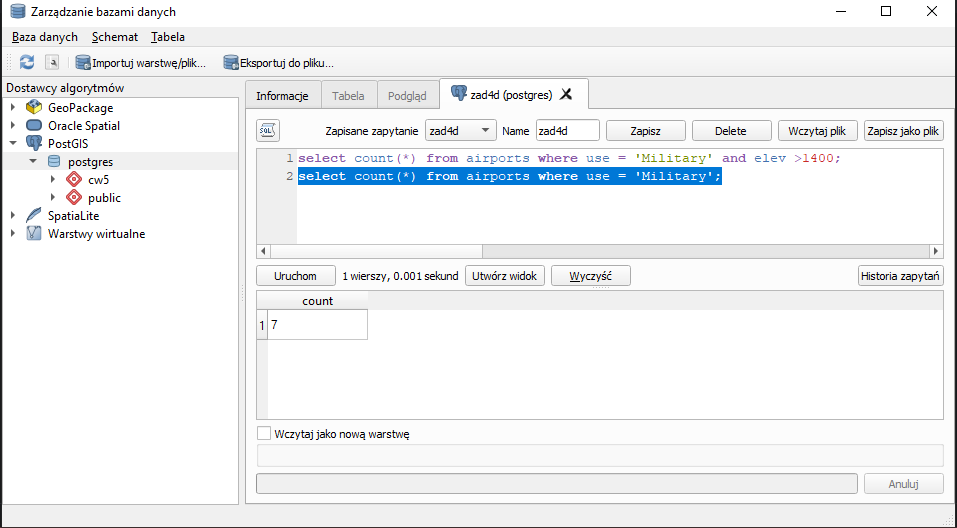 Zarządzanie bazami danych
Baza danych Schemat Tabela
Importuj warstwę/plik... Eksportuj do pliku...
Dostawcy algorytmów
GeoPackage
Oracle Spatial
PostGIS
postgres
cw5
public
SpatiaLite
Warstwy wirtualne
Informacje Tabela Podgląd zad4d (postgres)
SQL Zapisane zapytanie zad4d Name zad4d Zapisz Delete Wczytaj plik Zapisz jako plik
1 select count(*) from airports where use = 'Military' and elev >1400;
2 select count(*) from airports where use = 'Military';
Uruchom 1 wierszy, 0.001 sekund Utwórz widok Wyczyść Historia zapytań
count
1 7
Wczytaj jako nową warstwę
Anuluj